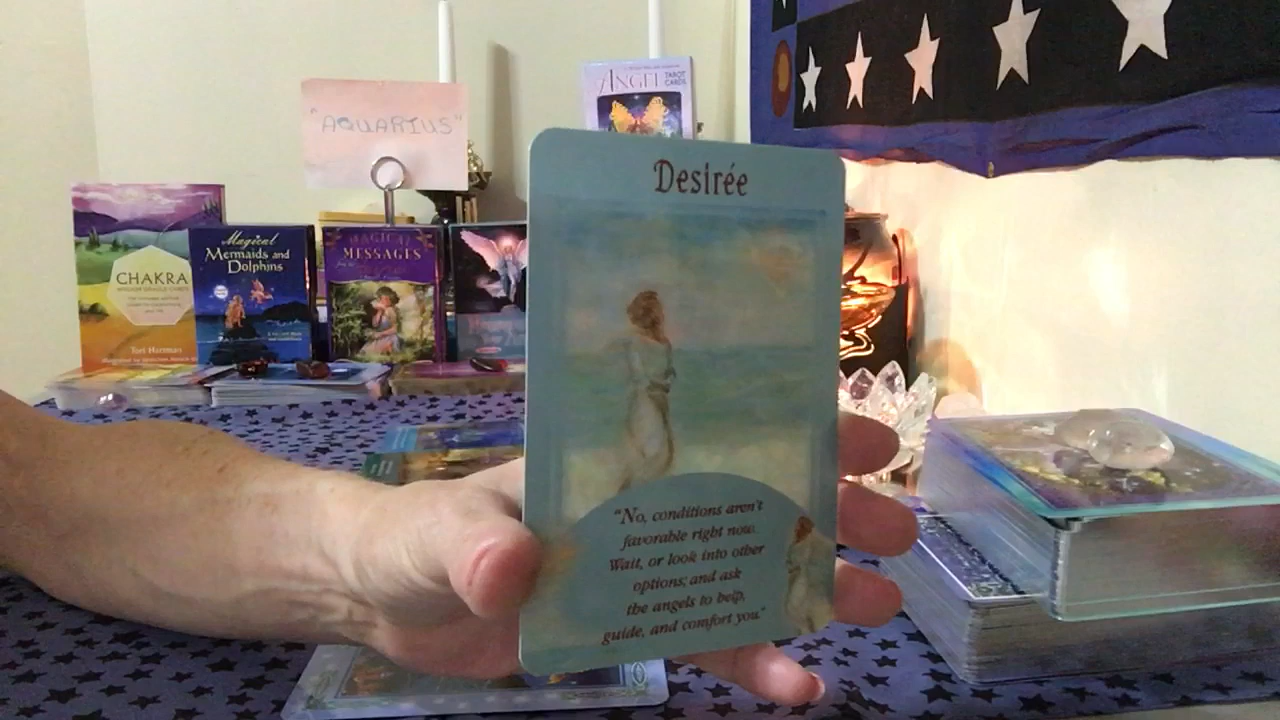 "AQUARIUS"
ANGEL TAROT CARDS
CHAKRA
Tori Hartman
Magical
Mermaids and
Dolphins
MAGICAL
MESSAGES
Desirée
"No, conditions aren't
favorable right now.
Wait, or look into other
options; and ask
the angels to help,
guide, and comfort you."